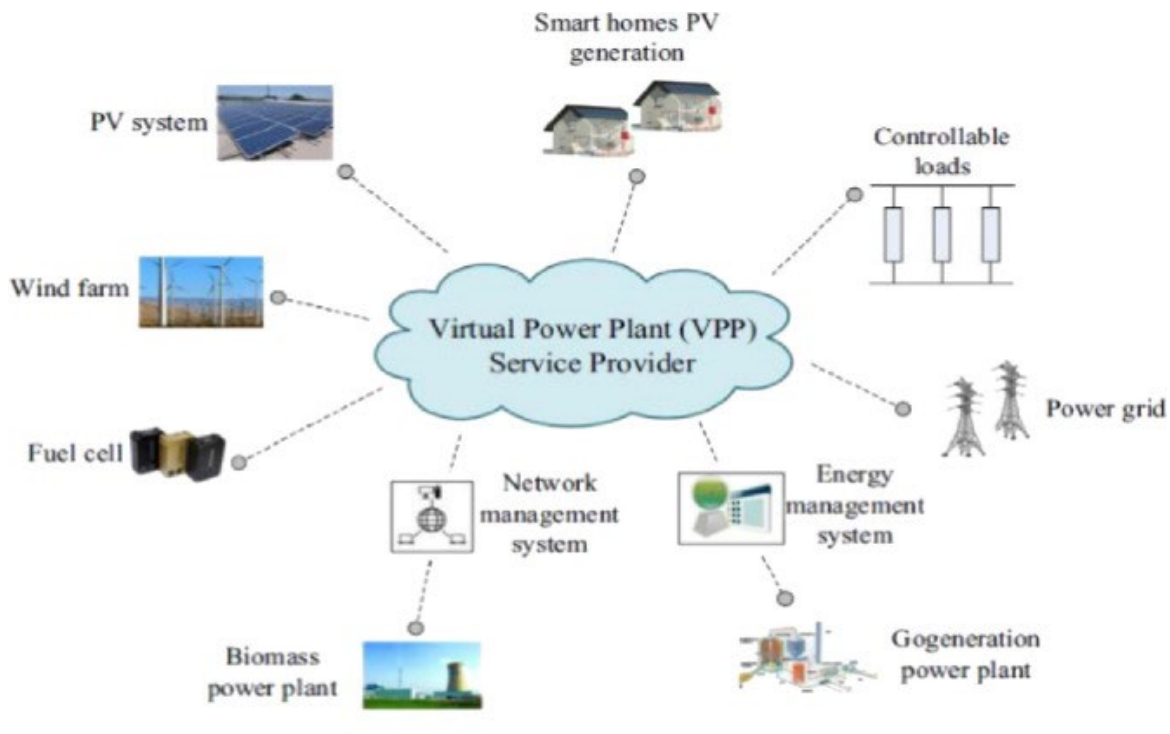 Smart homes PV
generation
PV system
Controllable
loads
Wind farm
Virtual Power Plant (VPP)
Service Provider
Power grid
Fuel cell
Network
management
system
Energy
management
system
Biomass
power plant
Gogeneration
power plant